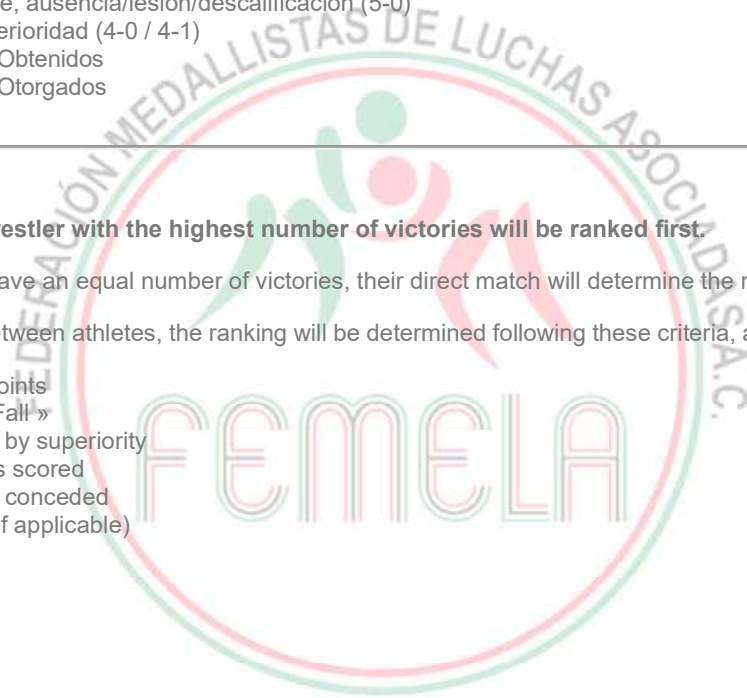 e, ausencia/lesión/descalificación (5-0)
erioridad (4-0 / 4-1)
Obtenidos
Otorgados
FEDERACIÓN MEDALLISTAS DE LUCHAS ASOCIADAS A.C.
restler with the highest number of victories will be ranked first.
ave an equal number of victories, their direct match will determine the
etween athletes, the ranking will be determined following these criteria, a
oints
Fall »
by superiority
s scored
conceded
f applicable)
FEMELA